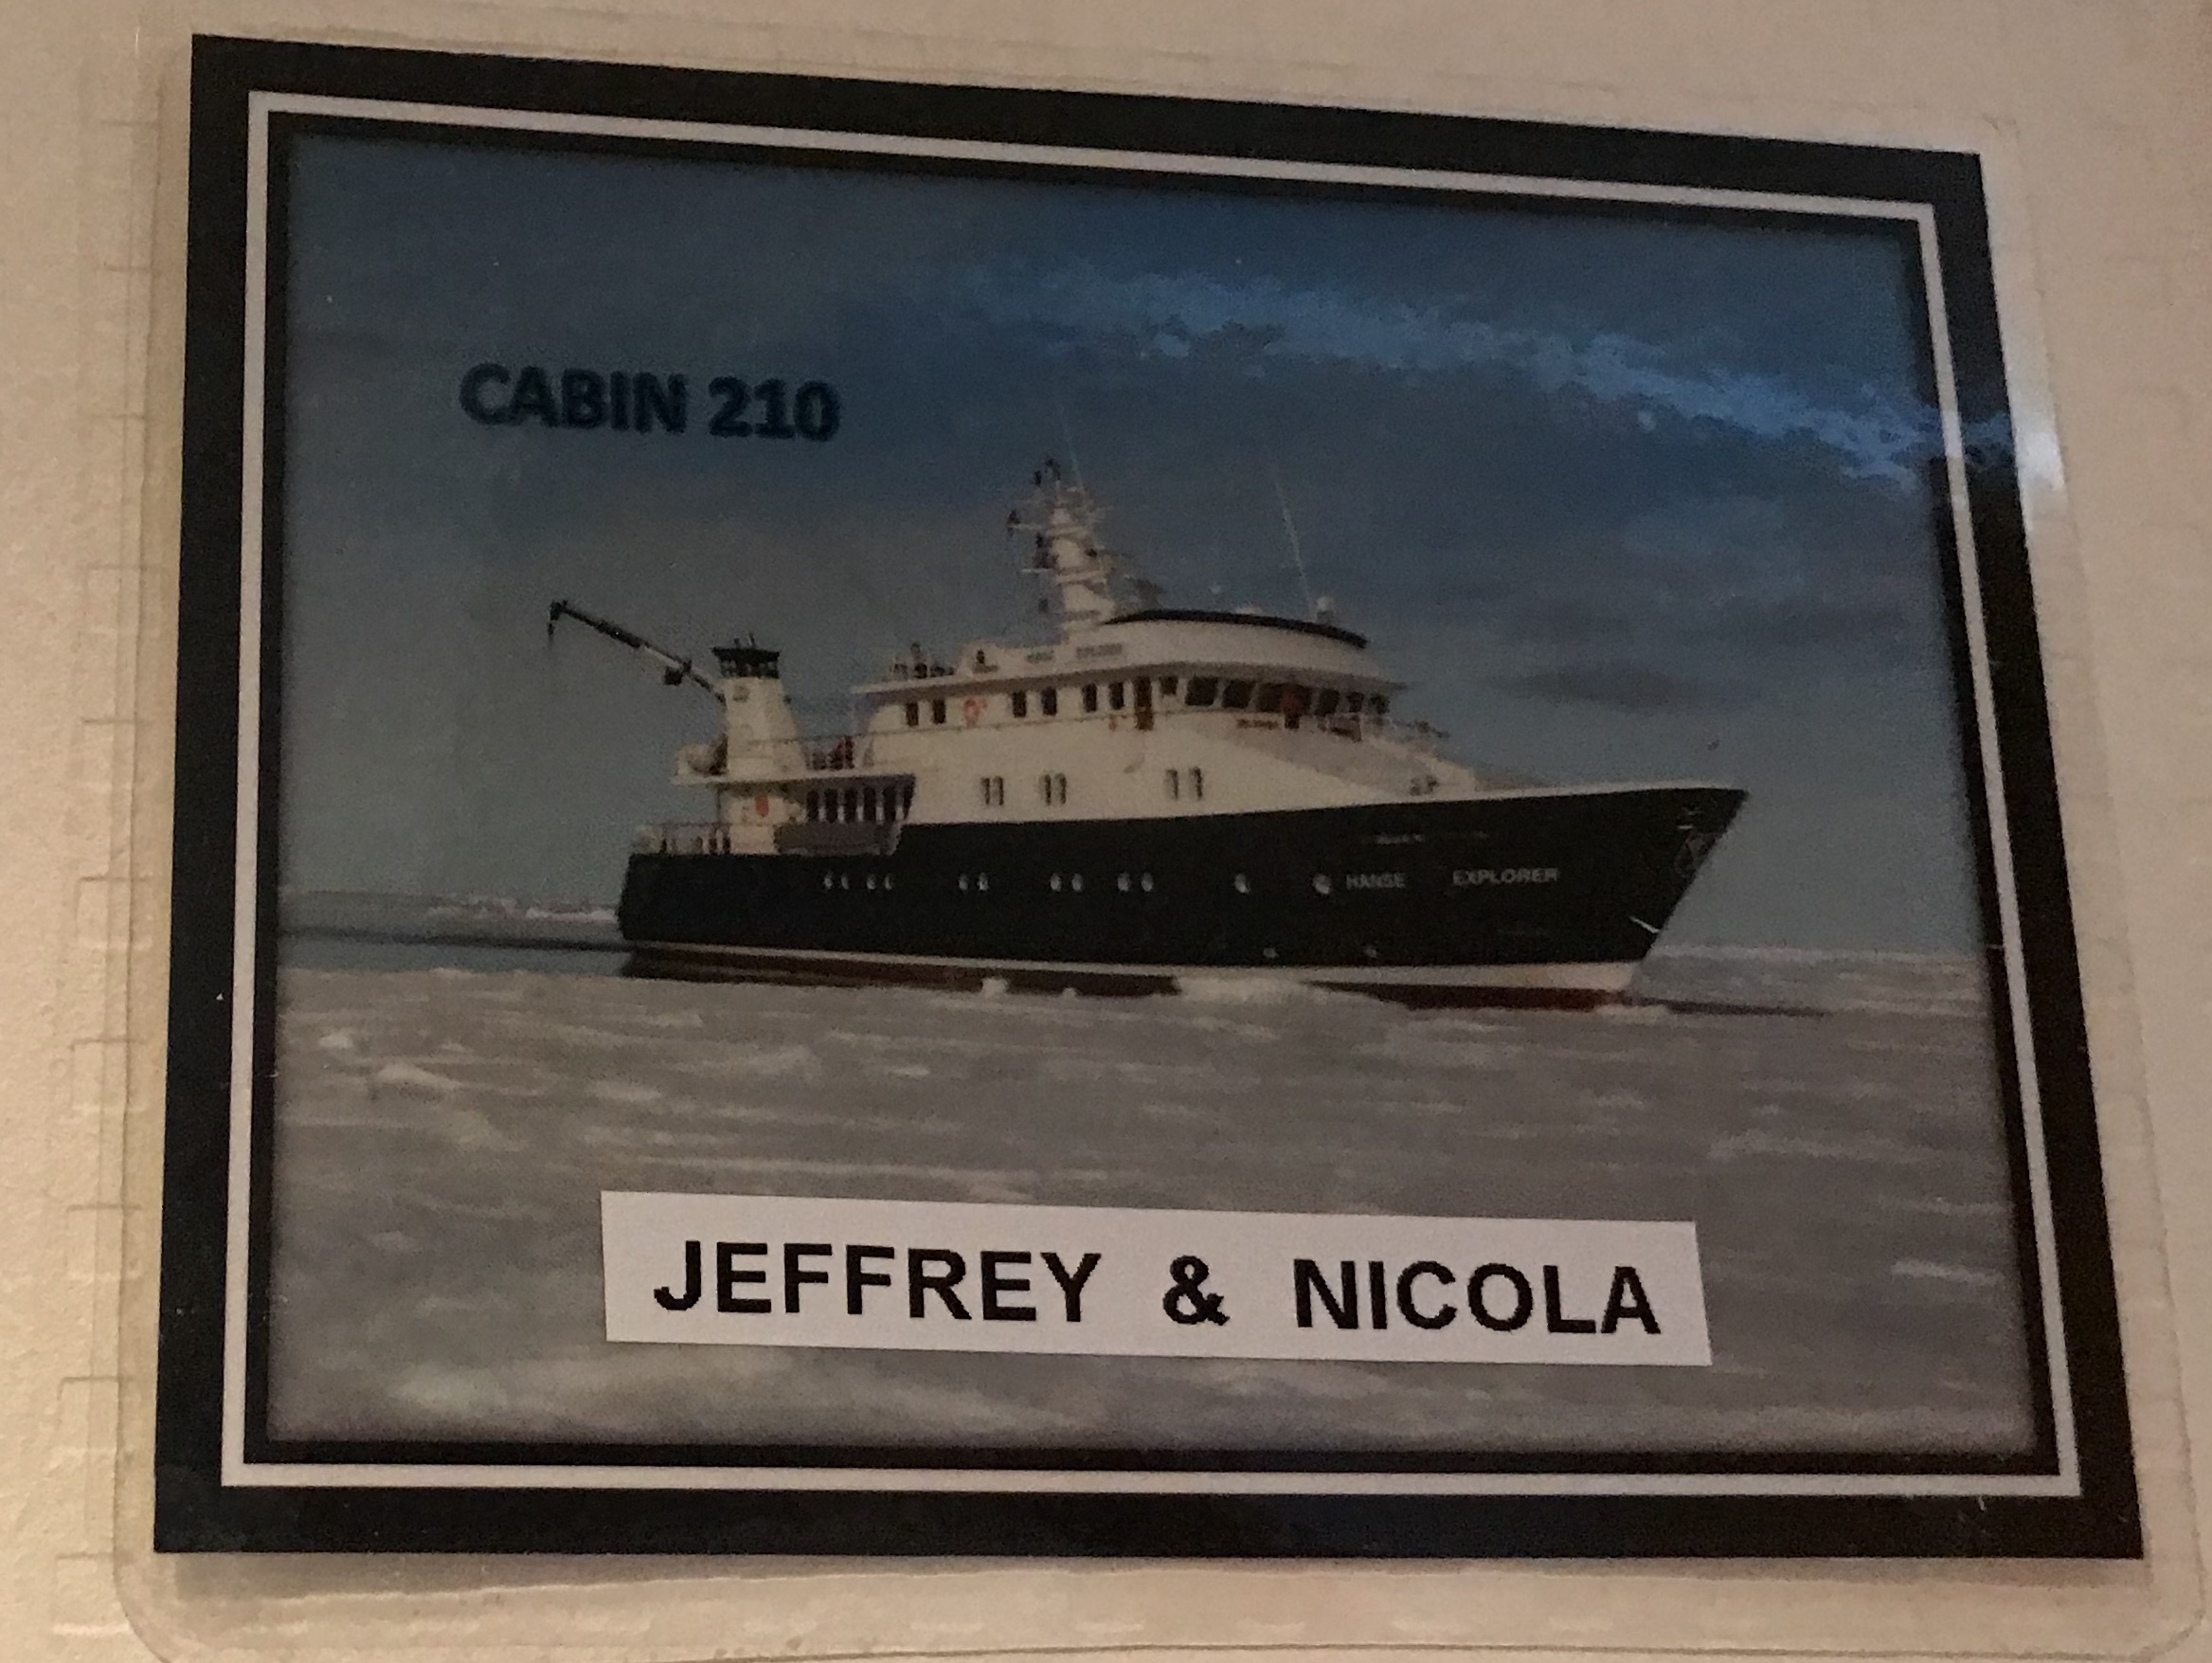 CABIN 210
HANSE EXPLORER
JEFFREY & NICOLA